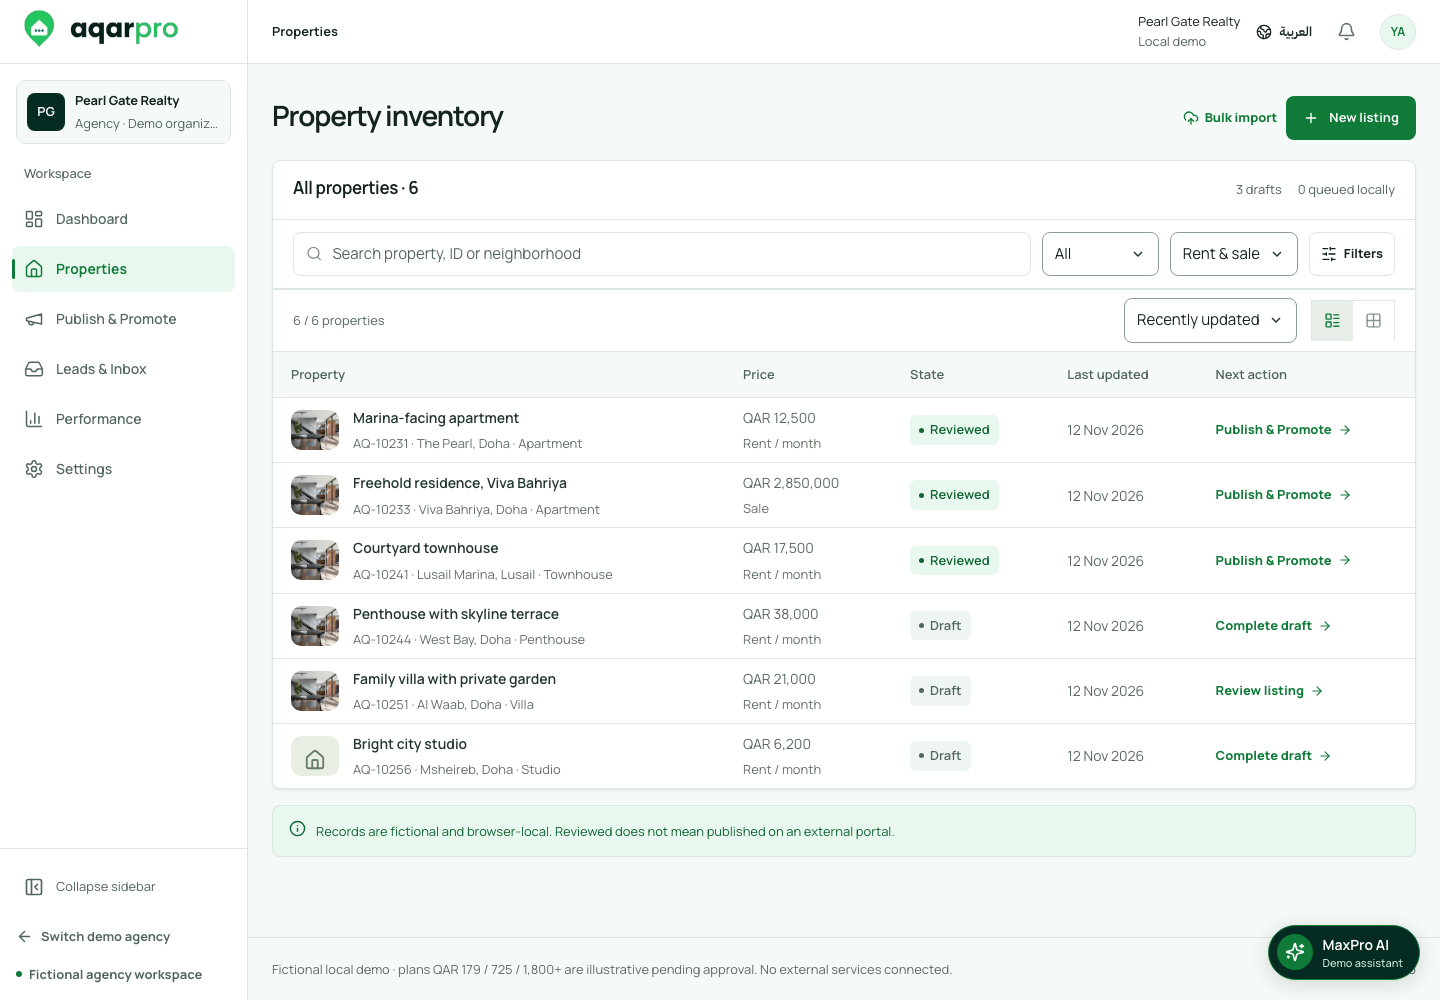 aqarpro
Properties
Pearl Gate Realty
Local demo
العربية
YA
PG
Pearl Gate Realty
Agency · Demo organiz...
Workspace
Dashboard
Properties
Publish & Promote
Leads & Inbox
Performance
Settings
Collapse sidebar
Switch demo agency
Fictional agency workspace
Property inventory
Bulk import
New listing
All properties · 6
3 drafts
0 queued locally
Search property, ID or neighborhood
All
Rent & sale
Filters
6 / 6 properties
Recently updated
Property Price State Last updated Next action
Marina-facing apartment
AQ-10231 · The Pearl, Doha · Apartment
QAR 12,500
Rent / month
Reviewed
12 Nov 2026
Publish & Promote
Freehold residence, Viva Bahriya
AQ-10233 · Viva Bahriya, Doha · Apartment
QAR 2,850,000
Sale
Reviewed
12 Nov 2026
Publish & Promote
Courtyard townhouse
AQ-10241 · Lusail Marina, Lusail · Townhouse
QAR 17,500
Rent / month
Reviewed
12 Nov 2026
Publish & Promote
Penthouse with skyline terrace
AQ-10244 · West Bay, Doha · Penthouse
QAR 38,000
Rent / month
Draft
12 Nov 2026
Complete draft
Family villa with private garden
AQ-10251 · Al Waab, Doha · Villa
QAR 21,000
Rent / month
Draft
12 Nov 2026
Review listing
Bright city studio
AQ-10256 · Msheireb, Doha · Studio
QAR 6,200
Rent / month
Draft
12 Nov 2026
Complete draft
Records are fictional and browser-local. Reviewed does not mean published on an external portal.
Fictional local demo · plans QAR 179 / 725 / 1,800+ are illustrative pending approval. No external services connected.
MaxPro AI
Demo assistant